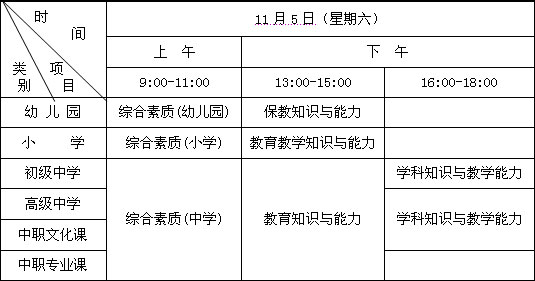 时间
项目
类别
11月5日（星期六）
上 午
下 午
9:00-11:00
13:00-15:00
16:00-18:00
幼 儿 园
综合素质(幼儿园)
保教知识与能力
小 学
综合素质(小学)
教育教学知识与能力
初级中学
学科知识与教学能力
高级中学
综合素质(中学)
教育知识与能力
学科知识与教学能力
中职文化课
中职专业课